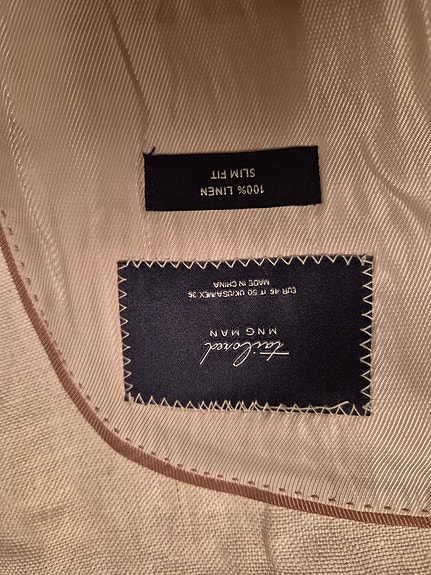 tailored
MNG MAN
EUR 46 IT 50 UK/USA/MEX 36
MADE IN CHINA
100% LINEN
SLIM FIT